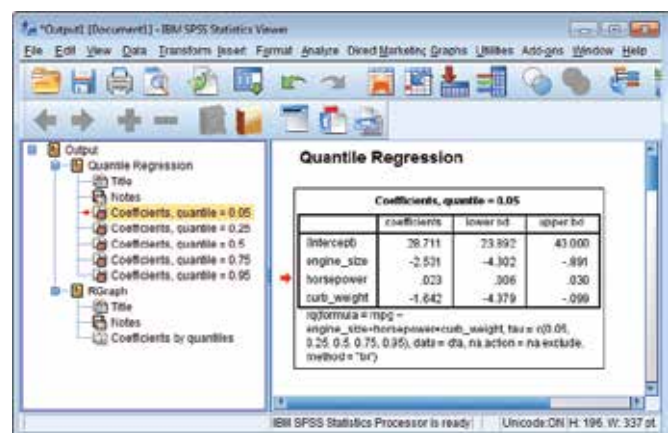 *Output1 [Document1] - IBM SPSS Statistics Viewer
File Edit View Data Transform Insert Format Analyze Direct Marketing Graphs Utilities Add-ons Window Help
Output
Quantile Regression
Title
Notes
Coefficients, quantile = 0.05
Coefficients, quantile = 0.25
Coefficients, quantile = 0.5
Coefficients, quantile = 0.75
Coefficients, quantile = 0.95
RGraph
Title
Notes
Coefficients by quantiles
Quantile Regression
Coefficients, quantile = 0.05
coefficients lower bd upper bd
(Intercept) 28.711 23.892 43.000
engine_size -2.531 -4.302 -.891
horsepower .023 .006 .030
curb_weight -1.642 -4.379 -.099
rq(formula = mpg ~
engine_size+horsepower+curb_weight, tau = c(0.05,
0.25, 0.5, 0.75, 0.95), data = dta, na.action = na.exclude,
method = "br")
IBM SPSS Statistics Processor is ready Unicode:ON H: 196, W: 337 pt.